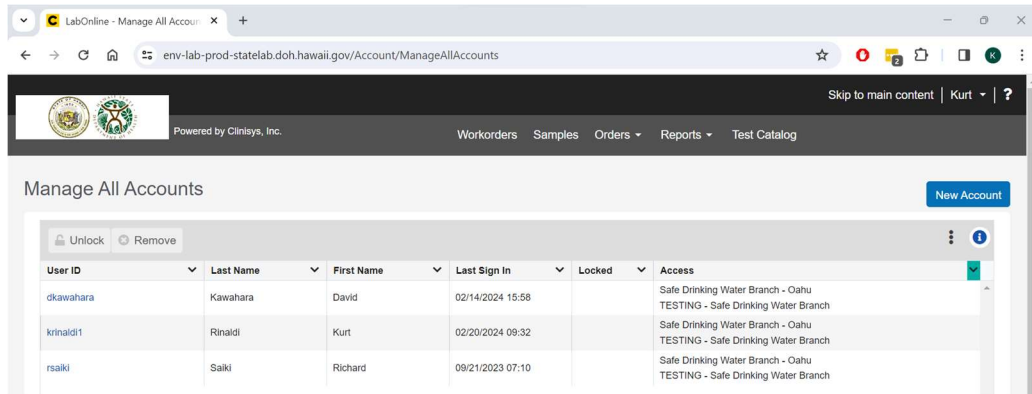 LabOnline - Manage All Accoun
env-lab-prod-statelab.doh.hawaii.gov/Account/ManageAllAccounts
2
K
Skip to main content | Kurt | ?
Powered by Clinisys, Inc.
Workorders Samples Orders Reports Test Catalog
Manage All Accounts
New Account
Unlock Remove
User ID Last Name First Name Last Sign In Locked Access
dkawahara Kawahara David 02/14/2024 15:58 Safe Drinking Water Branch - Oahu
TESTING - Safe Drinking Water Branch
krinaldi1 Rinaldi Kurt 02/20/2024 09:32 Safe Drinking Water Branch - Oahu
TESTING - Safe Drinking Water Branch
rsaiki Saiki Richard 09/21/2023 07:10 Safe Drinking Water Branch - Oahu
TESTING - Safe Drinking Water Branch